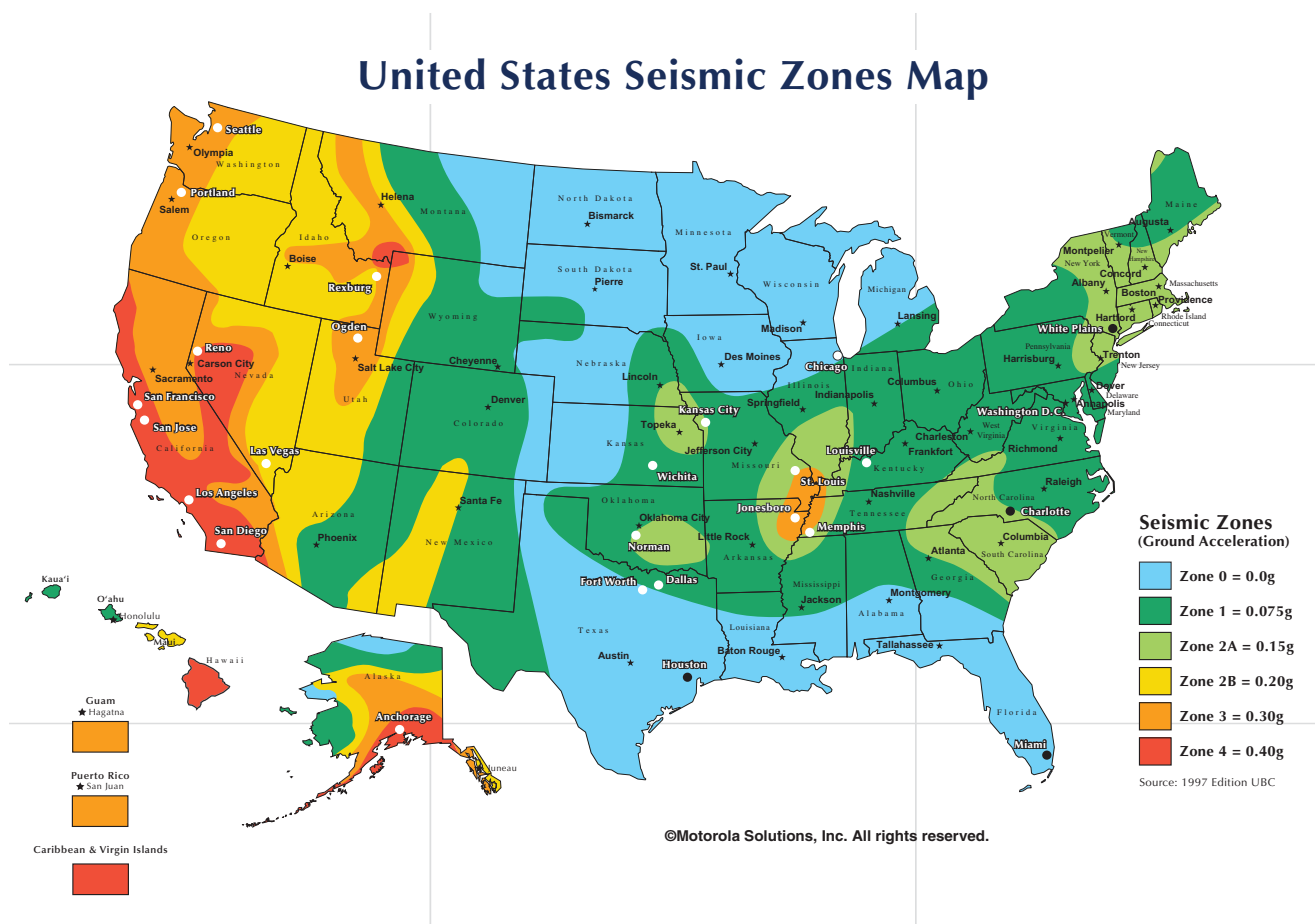 United States Seismic Zones Map
Seattle
Olympia
Washington
Pörtland
Salem
Oregon
Helena
Montana
Idaho
Boise
Rexburg
Ogden
Salt Lake City
Utah
Wyoming
Cheyenne
Reno
Carson City
Nevada
Sacramento
San Francisco
San Jose
California
Las Vegas
Los Angeles
San Diego
Arizona
Phoenix
Santa Fe
New Mexico
Denver
Colorado
North Dakota
Bismarck
South Dakota
Pierre
Nebraska
Lincoln
Kansas
Topeka
Kansas City
Wichita
Oklahoma
Oklahoma City
Norman
Fort Worth
Dallas
Texas
Austin
Houston
Minnesota
St. Paul
Wisconsin
Madison
Michigan
Lansing
Iowa
Des Moines
Chicago
Illinois
Springfield
Indiana
Indianapolis
Ohio
Columbus
Jefferson City
Missouri
St. Louis
Jonesboro
Little Rock
Arkansas
Memphis
Louisville
Kentucky
Frankfort
Nashville
Tennessee
Mississippi
Jackson
Louisiana
Baton Rouge
Montgomery
Alabama
Tallahassee
Florida
Miami
Atlanta
Georgia
Columbia
South Carolina
North Carolina
Charlotte
Raleigh
Charleston
West
Virginia
Virginia
Richmond
Washington D.C.
Annapolis
Maryland
Dover
Delaware
Pennsylvania
Harrisburg
Trenton
New Jersey
White Plains
New York
Albany
Hartford
Connecticut
Providence
Rhode Island
Boston
Massachusetts
Concord
New
Hampshire
Montpelier
Vermont
Augusta
Maine
Kaua'i
O'ahu
Honolulu
Maui
Hawaii
Alaska
Anchorage
Juneau
Guam
Hagatna
Puerto Rico
San Juan
Caribbean & Virgin Islands
Seismic Zones
(Ground Acceleration)
Zone 0 = 0.0g
Zone 1 = 0.075g
Zone 2A = 0.15g
Zone 2B = 0.20g
Zone 3 = 0.30g
Zone 4 = 0.40g
Source: 1997 Edition UBC
©Motorola Solutions, Inc. All rights reserved.